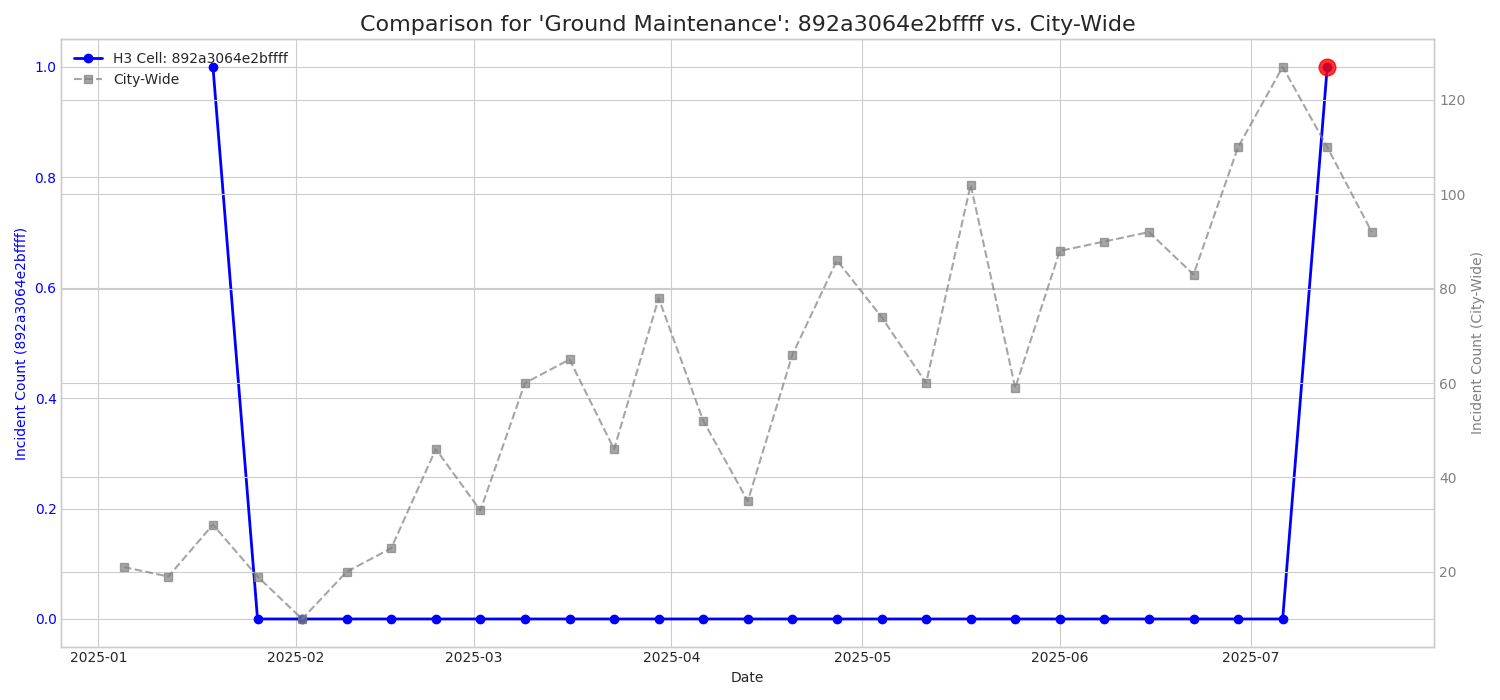 Comparison for 'Ground Maintenance': 892a3064e2bffff vs. City-Wide
H3 Cell: 892a3064e2bffff
City-Wide
Incident Count (892a3064e2bffff)
1.0
0.8
0.6
0.4
0.2
0.0
120
100
80
60
40
20
Incident Count (City-Wide)
2025-01 2025-02 2025-03 2025-04 2025-05 2025-06 2025-07
Date